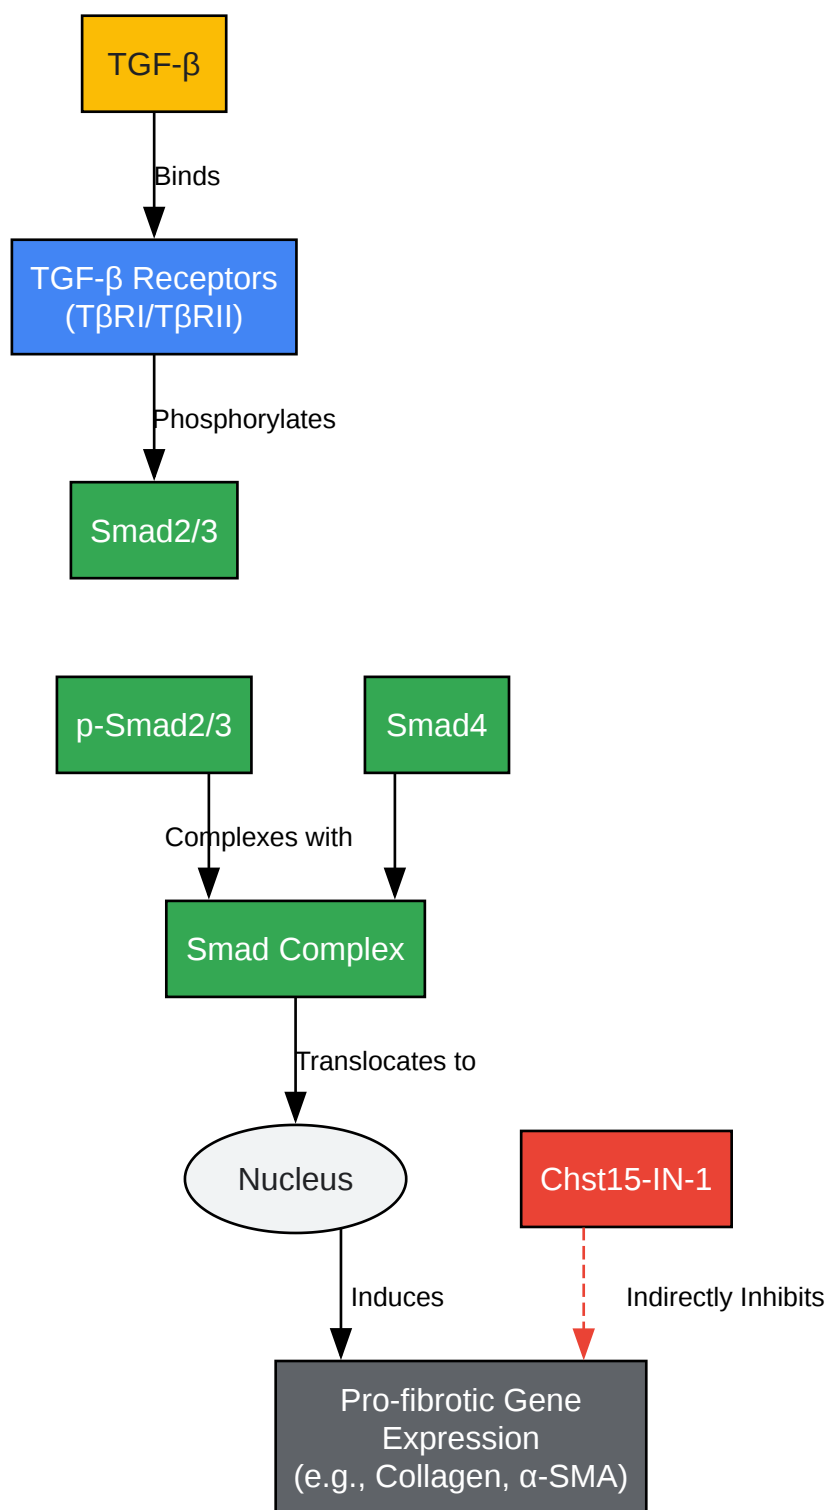 TGF-β
Binds
TGF-β Receptors
(TβRI/TβRII)
Phosphorylates
Smad2/3
p-Smad2/3
Smad4
Complexes with
Smad Complex
Translocates to
Nucleus
Chst15-IN-1
Induces
Indirectly Inhibits
Pro-fibrotic Gene
Expression
(e.g., Collagen, α-SMA)